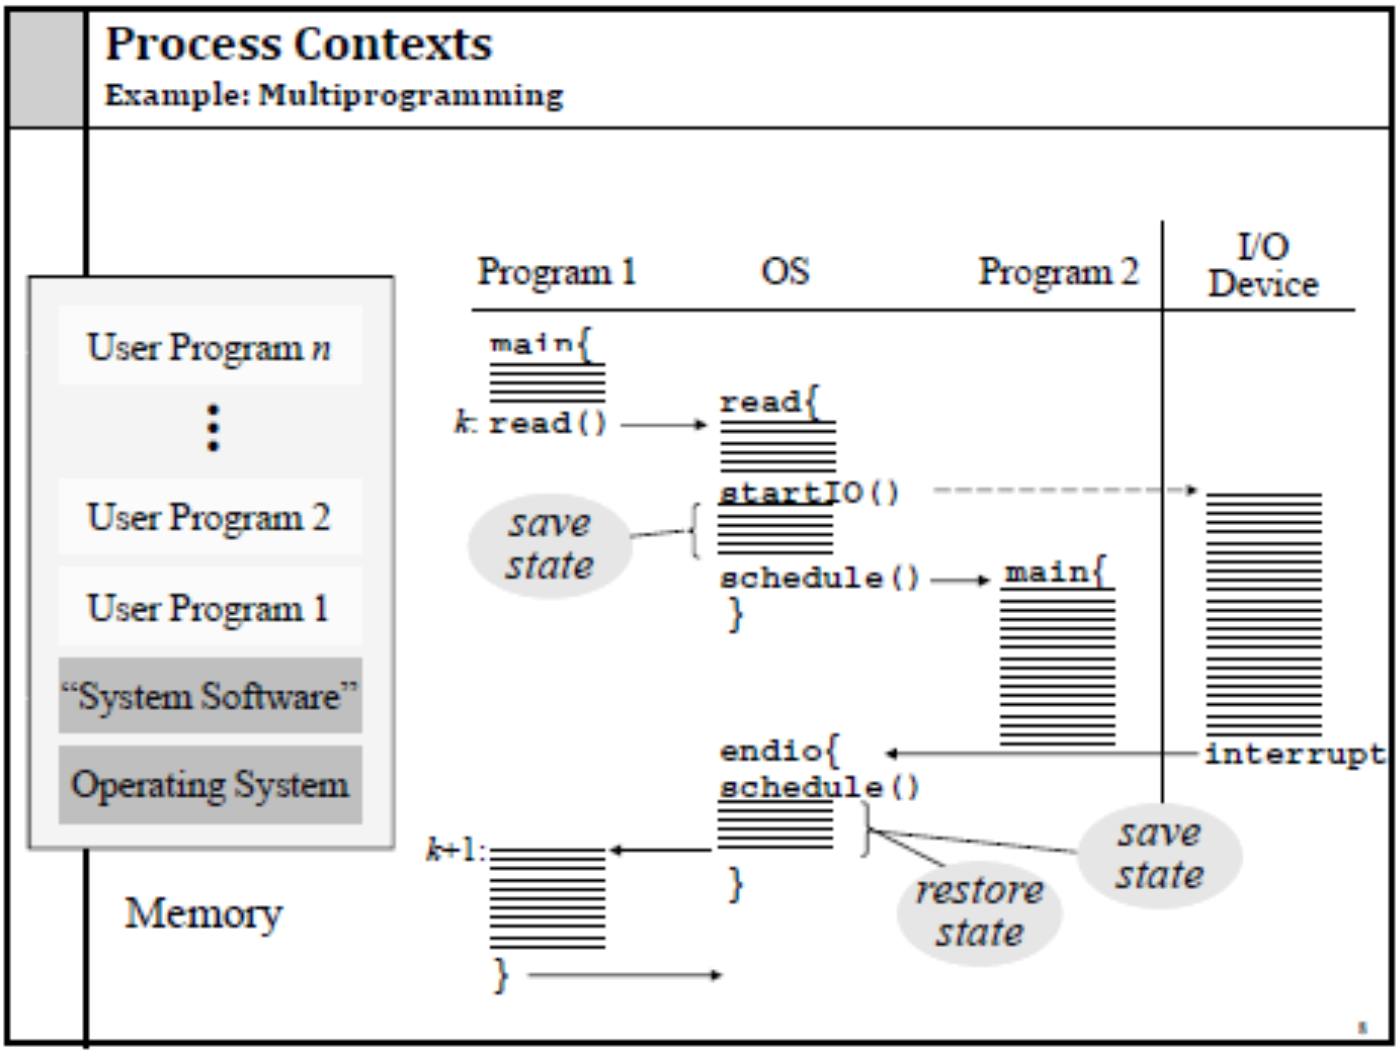 Process Contexts
Example: Multiprogramming
User Program n
User Program 2
User Program 1
“System Software”
Operating System
Memory
Program 1
OS
Program 2
I/O
Device
main{
k: read()
read{
startIO()
save
state
schedule()
main{
}
endio{
interrupt
schedule()
k+1:
save
state
}
restore
state
}
8